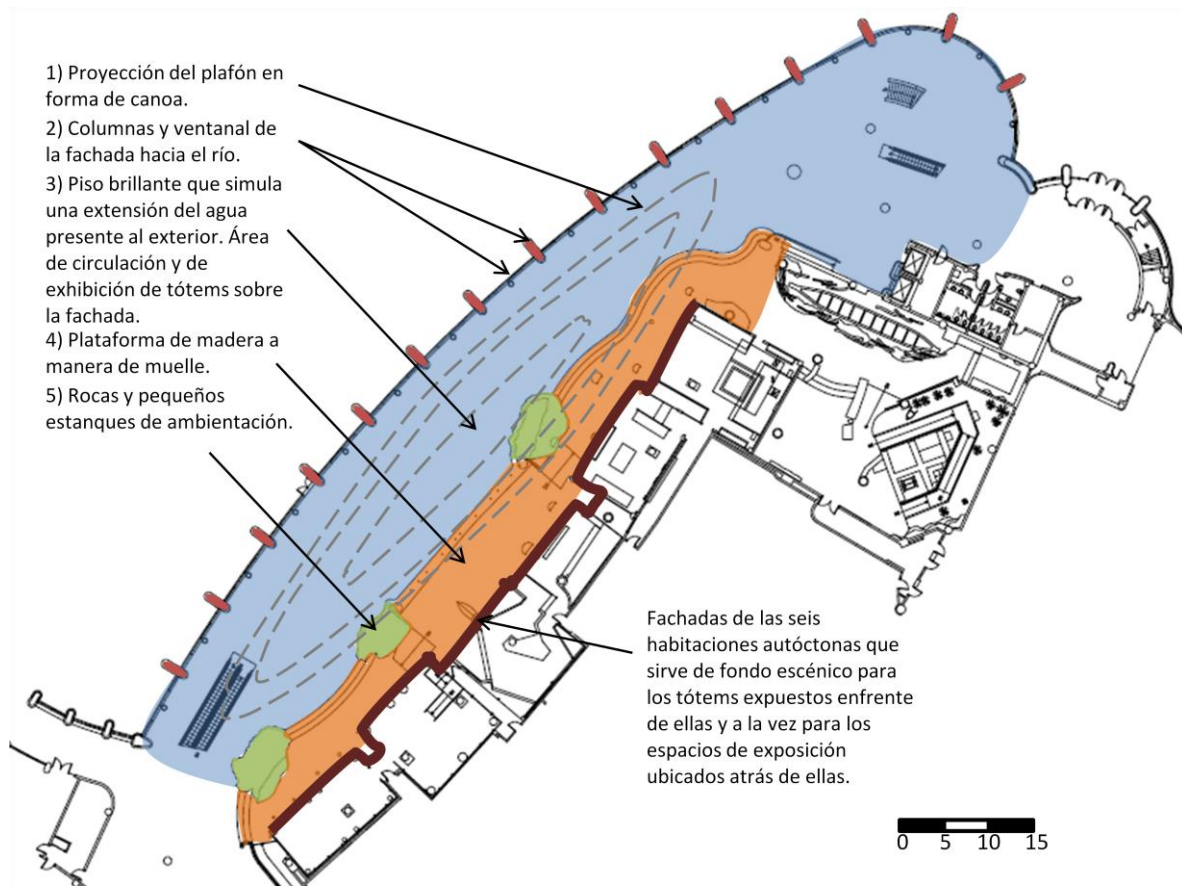 1) Proyección del plafón en
forma de canoa.
2) Columnas y ventanal de
la fachada hacia el río.
3) Piso brillante que simula
una extensión del agua
presente al exterior. Área
de circulación y de
exhibición de tótems sobre
la fachada.
4) Plataforma de madera a
manera de muelle.
5) Rocas y pequeños
estanques de ambientación.
Fachadas de las seis
habitaciones autóctonas que
sirve de fondo escénico para
los tótems expuestos enfrente
de ellas y a la vez para los
espacios de exposición
ubicados atrás de ellas.
0 5 10 15